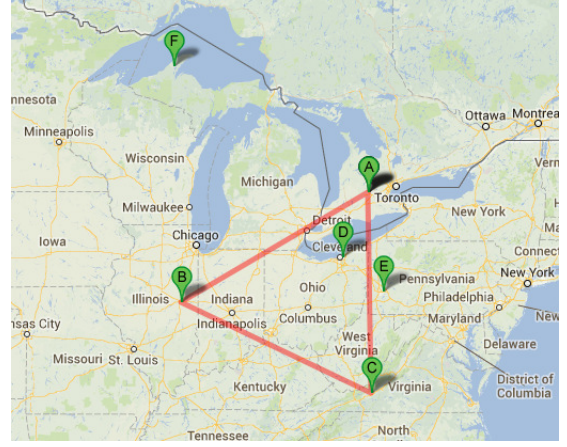 F
nnesota
Ottawa
Montrea
Minneapolis
Wisconsin
A
Vern
Michigan
Toronto
Milwaukee
New York
Detroit
D
Iowa
Chicago
Cleveland
Connect
E
B
Pennsylvania
New York
Illinois
Indiana
Ohio
Philadelphia
Indianapolis
Columbus
Maryland
New
nsas City
West
Virginia
Delaware
Missouri
St. Louis
C
District of
Columbia
Kentucky
Virginia
North
Tennessee